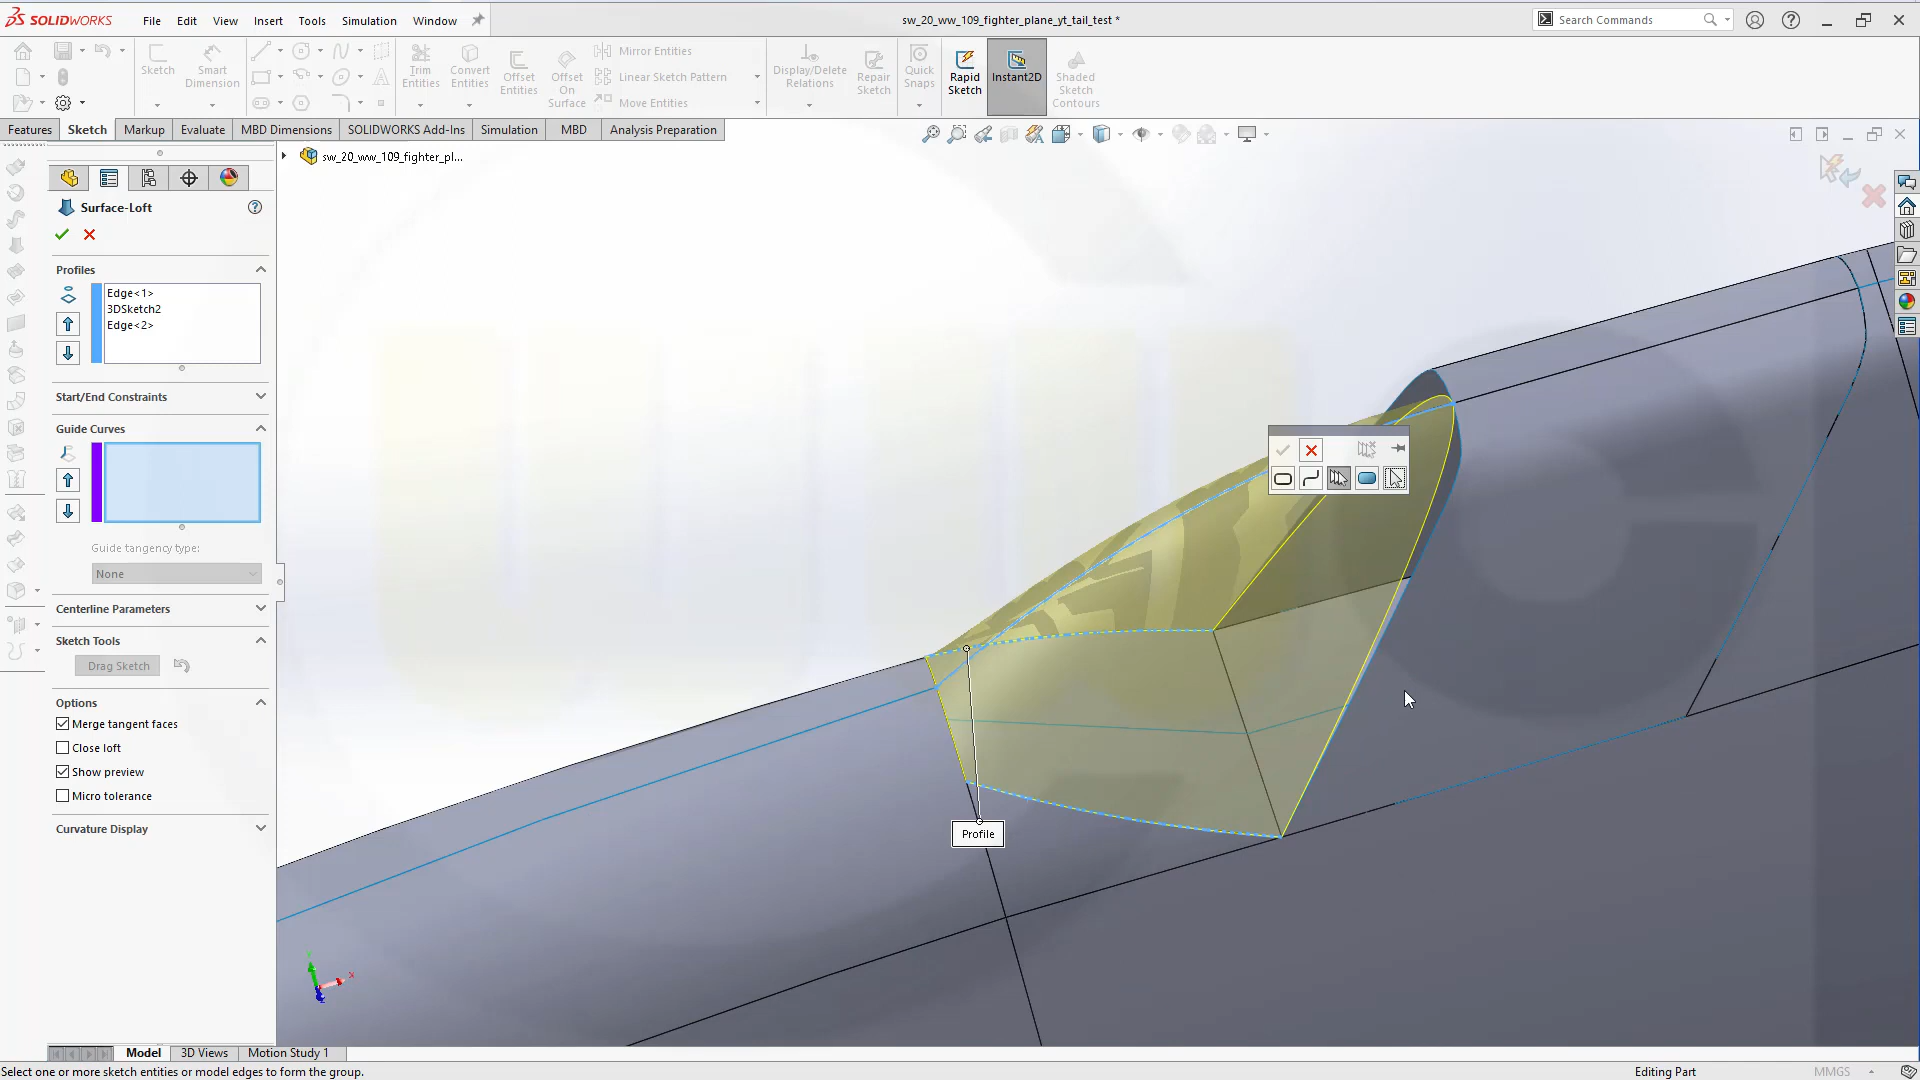 SOLIDWORKS
File Edit View Insert Tools Simulation Window
sw_20_ww_109_fighter_plane_yt_tail_test *
Search Commands
Sketch
Smart Dimension
Trim Entities
Convert Entities
Offset Entities
Offset On Surface
Mirror Entities
Linear Sketch Pattern
Move Entities
Display/Delete Relations
Repair Sketch
Quick Snaps
Rapid Sketch
Instant2D
Shaded Sketch Contours
Features Sketch Markup Evaluate MBD Dimensions SOLIDWORKS Add-Ins Simulation MBD Analysis Preparation
sw_20_ww_109_fighter_pl...
Surface-Loft
Profiles
Edge<1>
3DSketch2
Edge<2>
Start/End Constraints
Guide Curves
Guide tangency type:
None
Centerline Parameters
Sketch Tools
Drag Sketch
Options
Merge tangent faces
Close loft
Show preview
Micro tolerance
Curvature Display
Profile
Model 3D Views Motion Study 1
Select one or more sketch entities or model edges to form the group.
Editing Part
MMGS